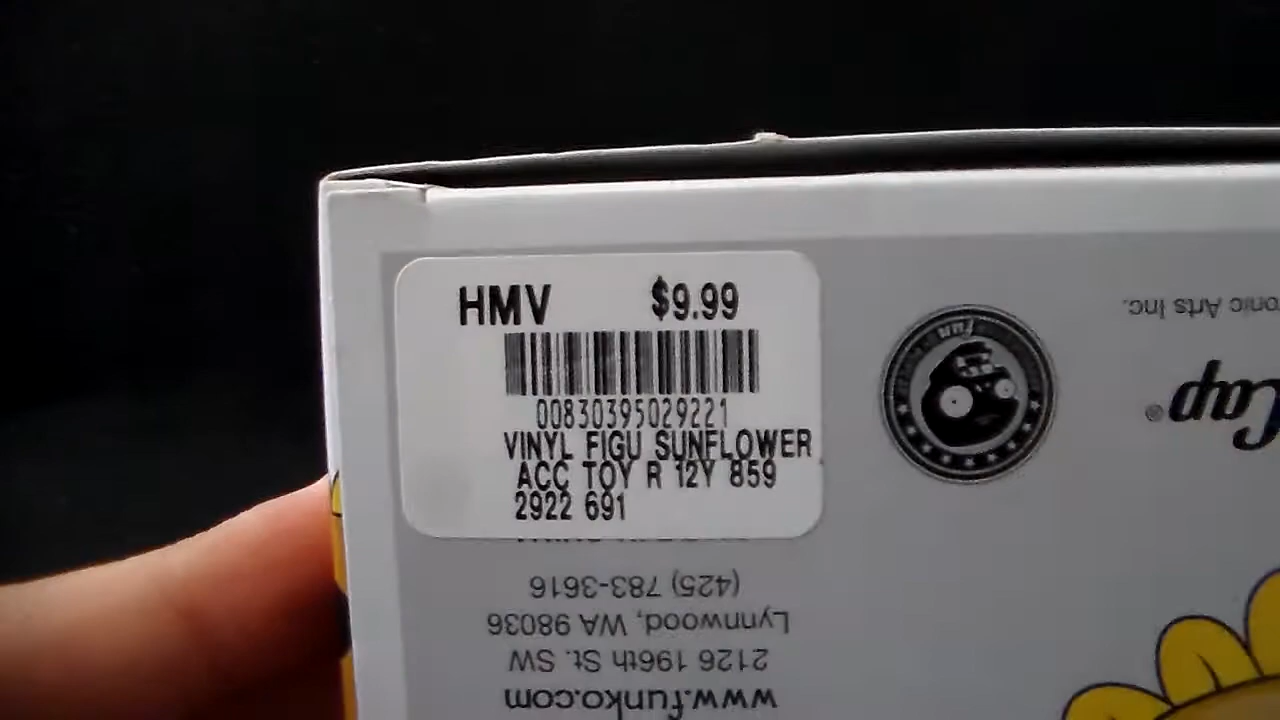 HMV $9.99
00830395029221
VINYL FIGU SUNFLOWER
ACC TOY R 12Y 859
2922 691
onic Arts Inc.
Cap®
fun
www.funko.com
2126 196th St. SW
Lynnwood, WA 98036
(425) 783-3616